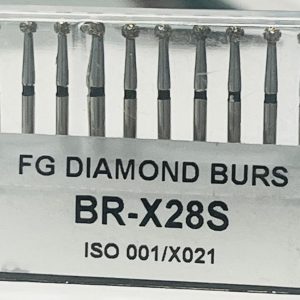 FG DIAMOND BURS
BR-X28S
ISO 001/X021